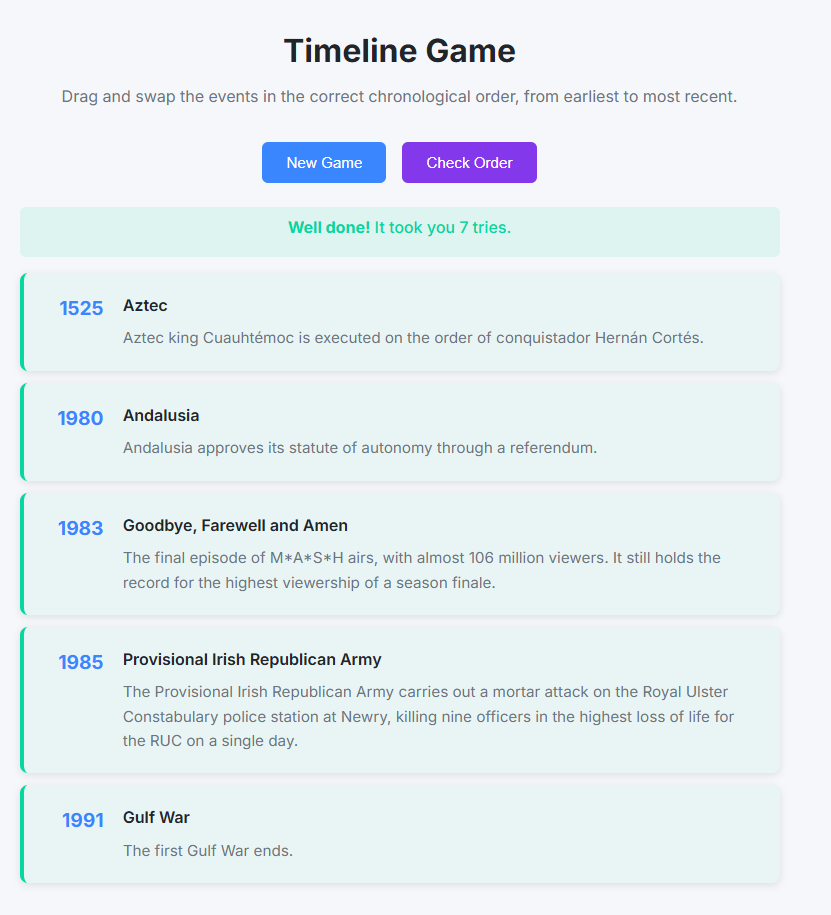 Timeline Game
Drag and swap the events in the correct chronological order, from earliest to most recent.
New Game
Check Order
Well done! It took you 7 tries.
1525
Aztec
Aztec king Cuauhtémoc is executed on the order of conquistador Hernán Cortés.
1980
Andalusia
Andalusia approves its statute of autonomy through a referendum.
1983
Goodbye, Farewell and Amen
The final episode of M*A*S*H airs, with almost 106 million viewers. It still holds the
record for the highest viewership of a season finale.
1985
Provisional Irish Republican Army
The Provisional Irish Republican Army carries out a mortar attack on the Royal Ulster
Constabulary police station at Newry, killing nine officers in the highest loss of life for
the RUC on a single day.
1991
Gulf War
The first Gulf War ends.